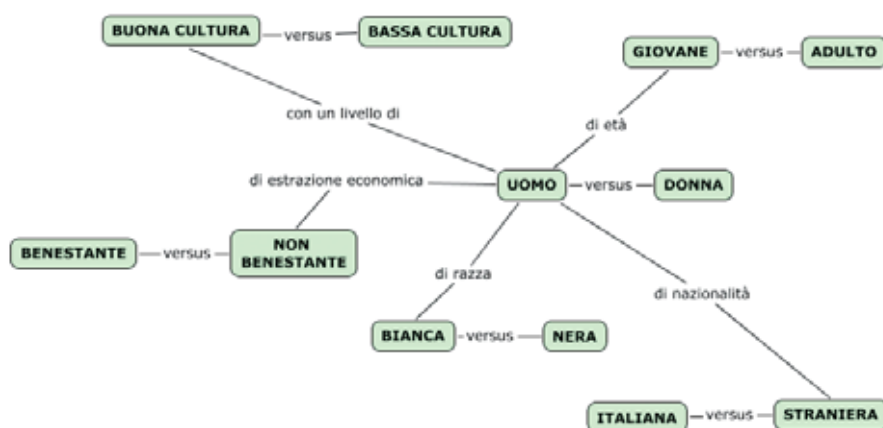 BUONA CULTURA versus BASSA CULTURA
GIOVANE versus ADULTO
con un livello di
di età
di estrazione economica
UOMO versus DONNA
BENESTANTE versus
NON
BENESTANTE
di razza
di nazionalità
BIANCA versus NERA
ITALIANA versus STRANIERA